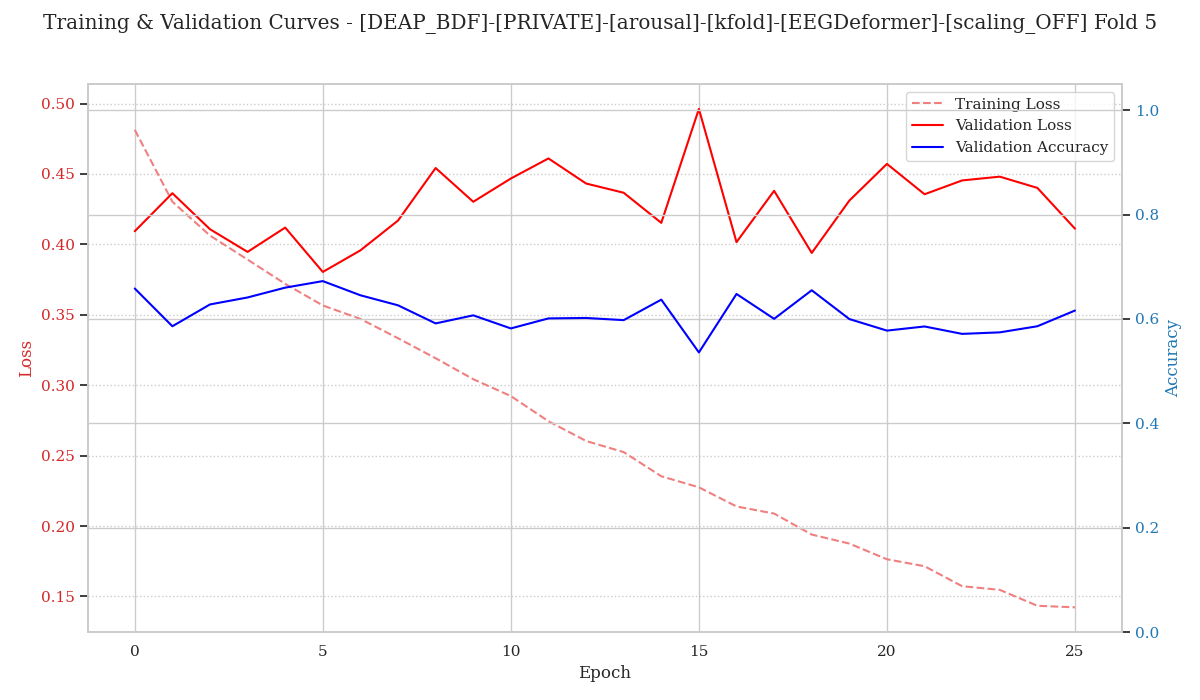 Training & Validation Curves - [DEAP_BDF]-[PRIVATE]-[arousal]-[kfold]-[EEGDeformer]-[scaling_OFF] Fold 5
Training Loss
Validation Loss
Validation Accuracy
0.50
0.45
0.40
0.35
0.30
0.25
0.20
0.15
Loss
1.0
0.8
0.6
0.4
0.2
0.0
Accuracy
0 5 10 15 20 25
Epoch